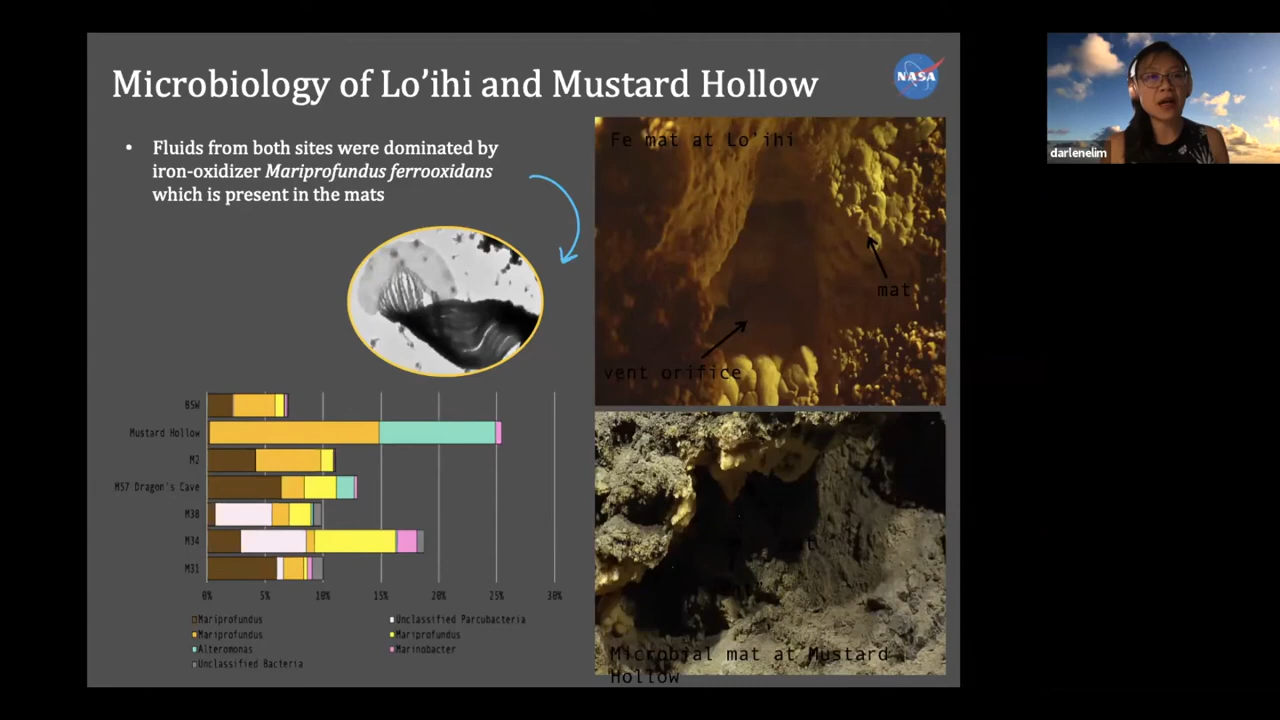 Microbiology of Lo'ihi and Mustard Hollow
NASA
• Fluids from both sites were dominated by
iron-oxidizer Mariprofundus ferrooxidans
which is present in the mats
Fe mat at Lo'ihi
mat
vent orifice
darlenelim
BSW
Mustard Hollow
M2
M57 Dragon's Cave
M38
M34
M31
0% 5% 10% 15% 20% 25% 30%
Mariprofundus Unclassified Parcubacteria
Mariprofundus Mariprofundus
Alteromonas Marinobacter
Unclassified Bacteria
Microbial mat at Mustard
Hollow